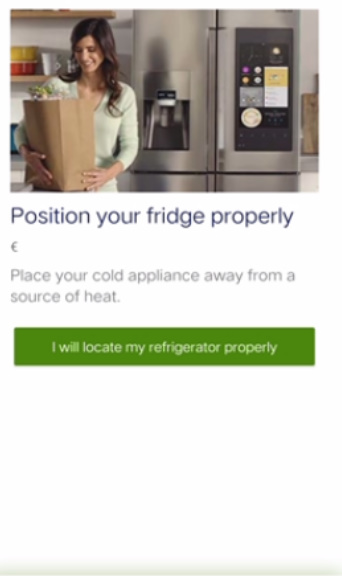 Position your fridge properly
€
Place your cold appliance away from a
source of heat.
I will locate my refrigerator properly